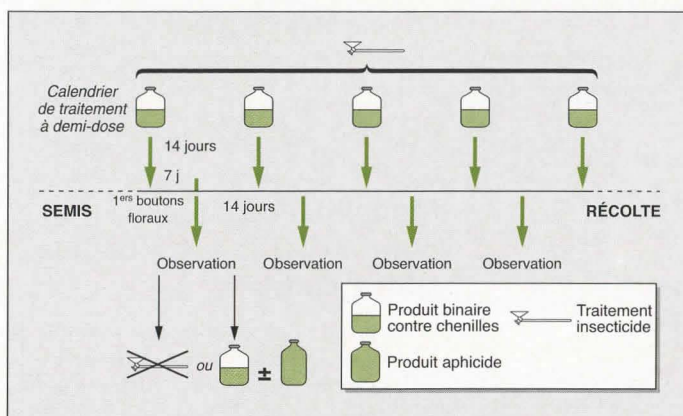 Calendrier
de traitement
à demi-dose
14 jours
7 j
SEMIS
1ers boutons
floraux
14 jours
RÉCOLTE
Observation
Observation
Observation
Observation
ou
±
Produit binaire
contre chenilles
Traitement
insecticide
Produit aphicide